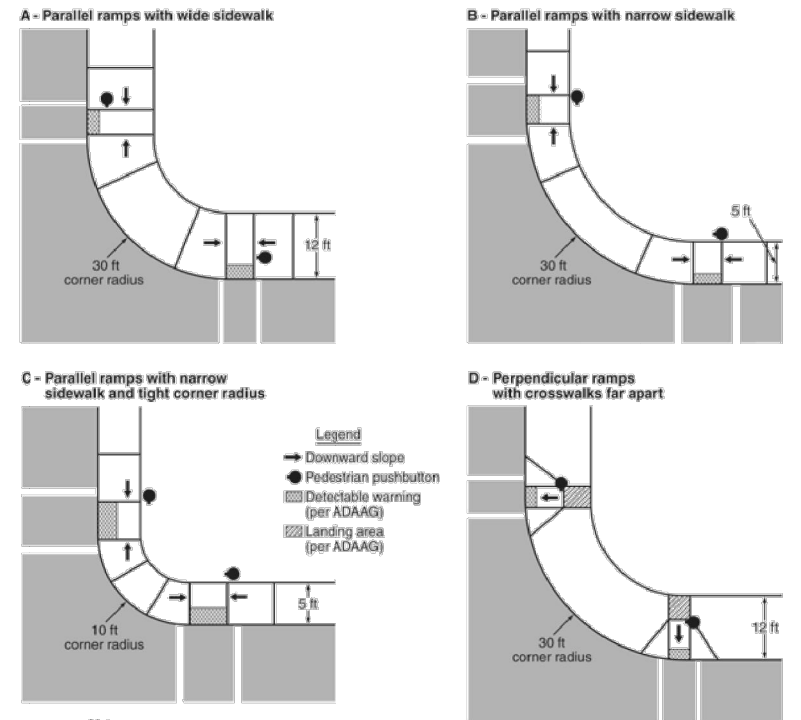 A - Parallel ramps with wide sidewalk
12 ft
30 ft
corner radius
B - Parallel ramps with narrow sidewalk
5 ft
30 ft
corner radius
C - Parallel ramps with narrow
sidewalk and tight corner radius
Legend
Downward slope
Pedestrian pushbutton
Detectable warning
(per ADAAG)
Landing area
(per ADAAG)
5 ft
10 ft
corner radius
D - Perpendicular ramps
with crosswalks far apart
12 ft
30 ft
corner radius